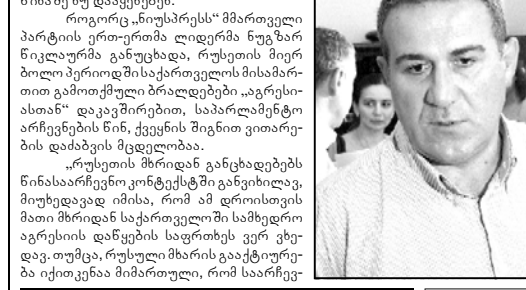 როგორც „ნიუსპრესს“ მმართველი
პარტიის ერთ-ერთმა ლიდერმა ნუგზარ
წიკლაურმა განუცხადა, რუსეთის მიერ
ბოლო პერიოდში საქართველოს მისამარ-
თით გამოთქმული ბრალდებები „აგრესი-
ასთან“ დაკავშირებით, საპარლამენტო
არჩევნების წინ, ქვეყნის შიგნით ვითარე-
ბის დაძაბვის მცდელობაა.
„რუსეთის მხრიდან განცხადებებს
წინასაარჩევნო კონტექსტში განვიხილავ,
მიუხედავად იმისა, რომ ამ დროისთვის
მათი მხრიდან საქართველოში სამხედრო
აგრესიის დაწყების საფრთხეს ვერ ვხე-
დავ. თუმცა, რუსული მხარის გააქტიურე-
ბა იქითკენაა მიმართული, რომ საარჩევ-